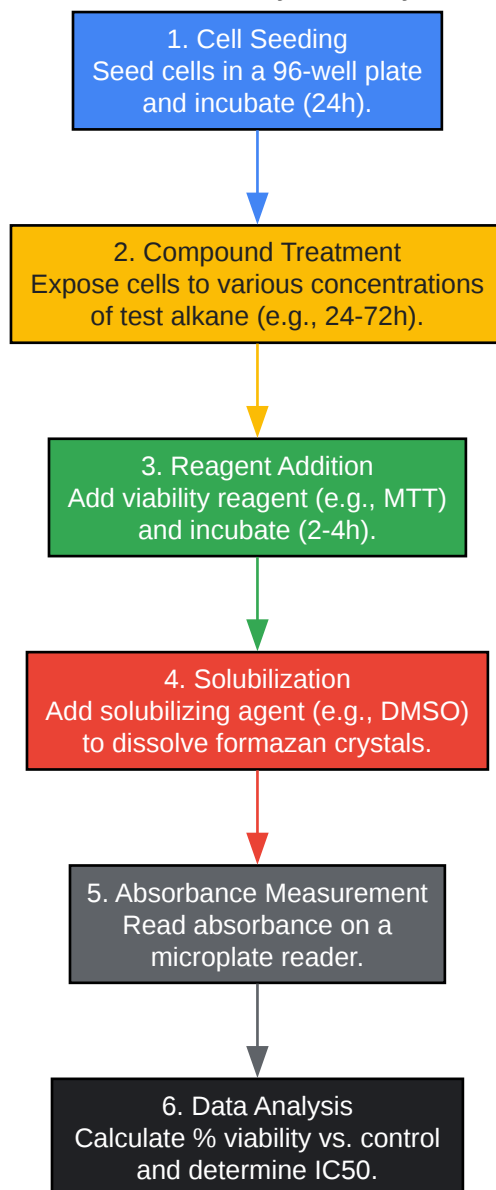 1. Cell Seeding
Seed cells in a 96-well plate
and incubate (24h).
2. Compound Treatment
Expose cells to various concentrations
of test alkane (e.g., 24-72h).
3. Reagent Addition
Add viability reagent (e.g., MTT)
and incubate (2-4h).
4. Solubilization
Add solubilizing agent (e.g., DMSO)
to dissolve formazan crystals.
5. Absorbance Measurement
Read absorbance on a
microplate reader.
6. Data Analysis
Calculate % viability vs. control
and determine IC50.